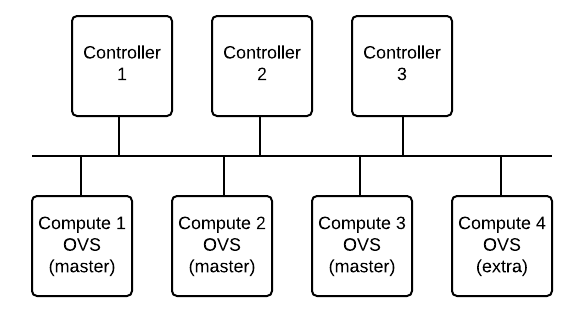 Controller
1
Controller
2
Controller
3
Compute 1
OVS
(master)
Compute 2
OVS
(master)
Compute 3
OVS
(master)
Compute 4
OVS
(extra)